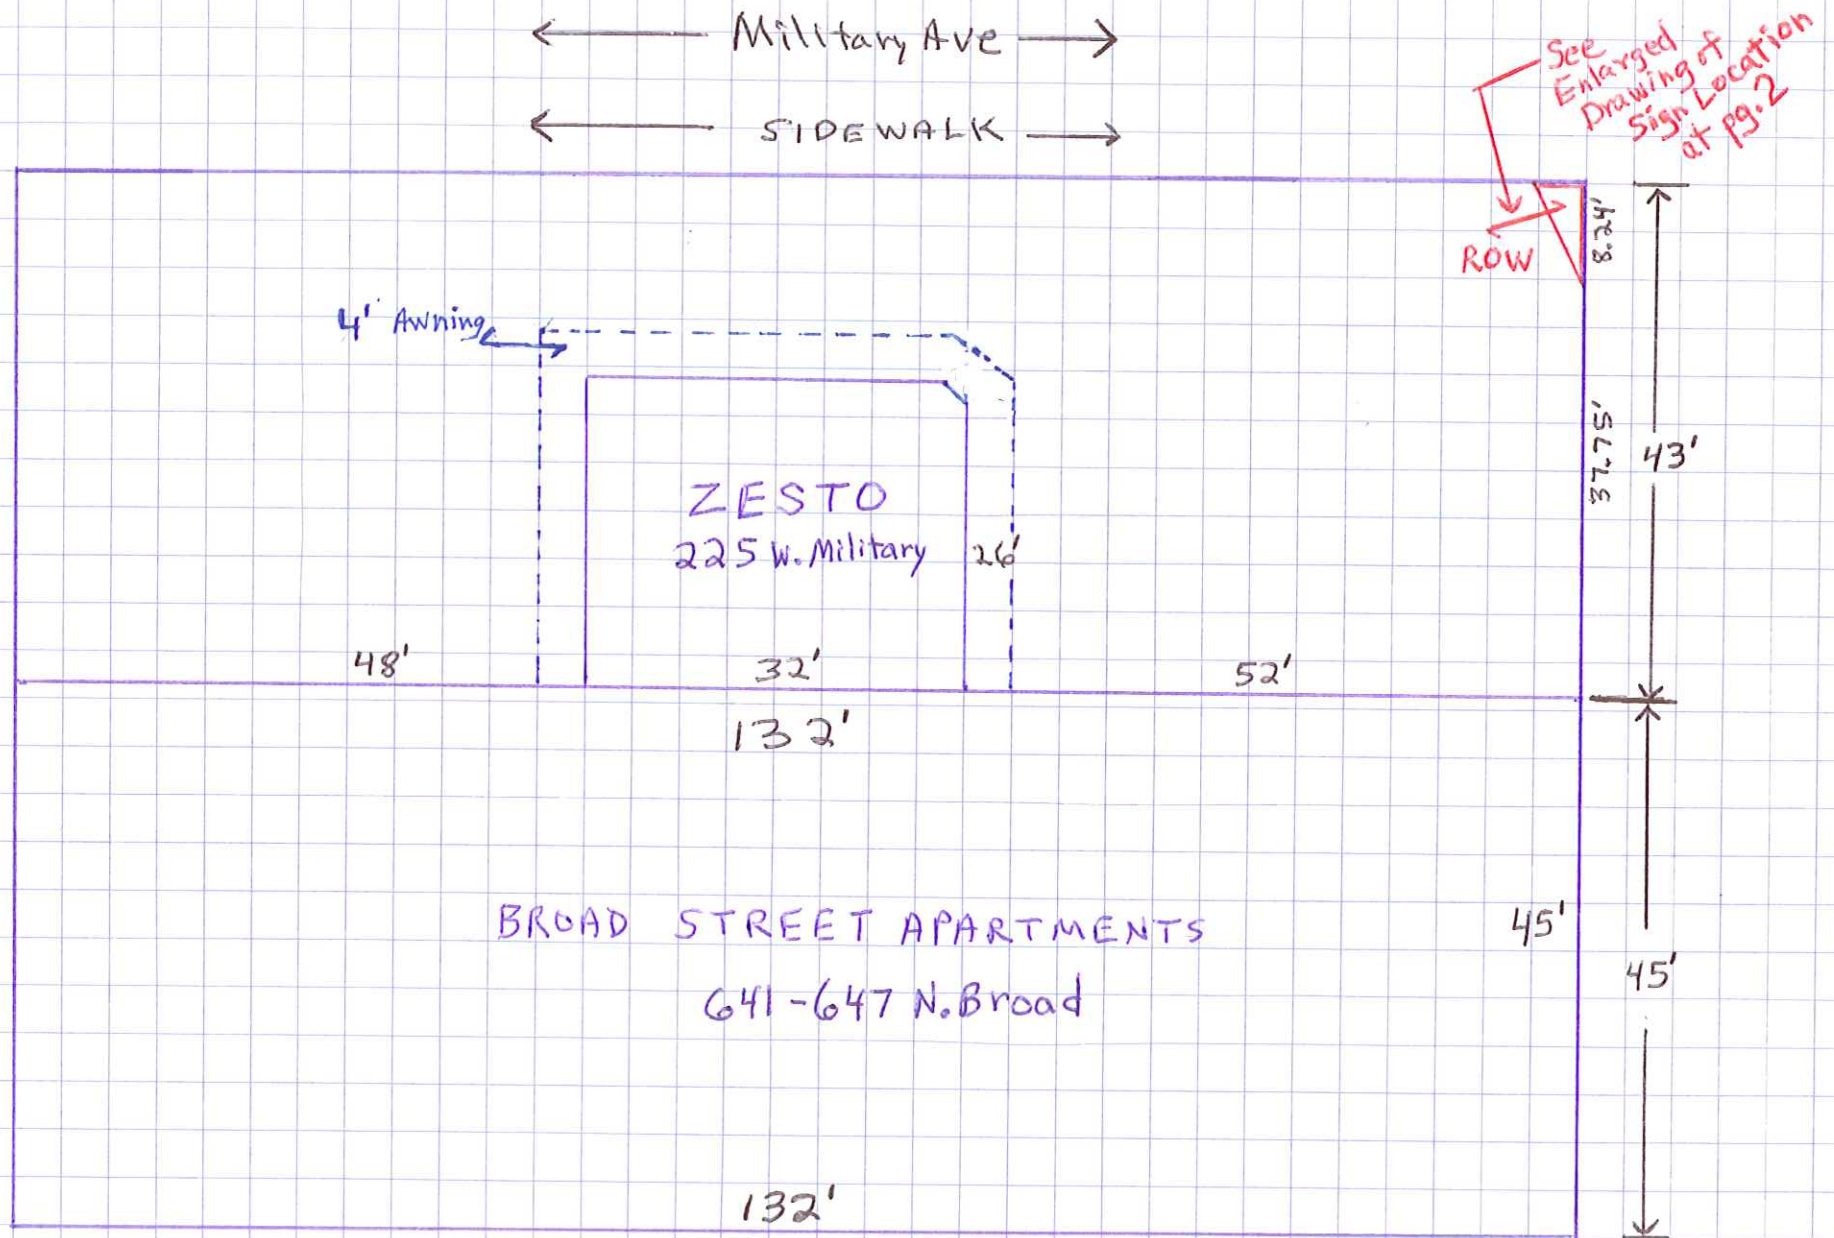 Military Ave
SIDEWALK
See
Enlarged
Drawing of
Sign Location
at pg.2
ROW
8.24'
4' Awning
37.75'
43'
ZESTO
225 W. Military
26'
48'
32'
52'
132'
BROAD STREET APARTMENTS
641-647 N. Broad
45'
45'
132'